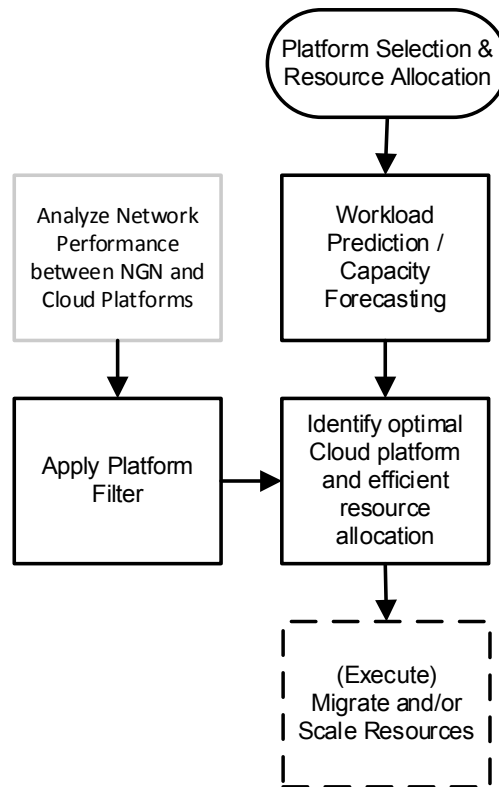 Platform Selection &
Resource Allocation
Analyze Network
Performance
between NGN and
Cloud Platforms
Workload
Prediction /
Capacity
Forecasting
Apply Platform
Filter
Identify optimal
Cloud platform
and efficient
resource
allocation
(Execute)
Migrate and/or
Scale Resources